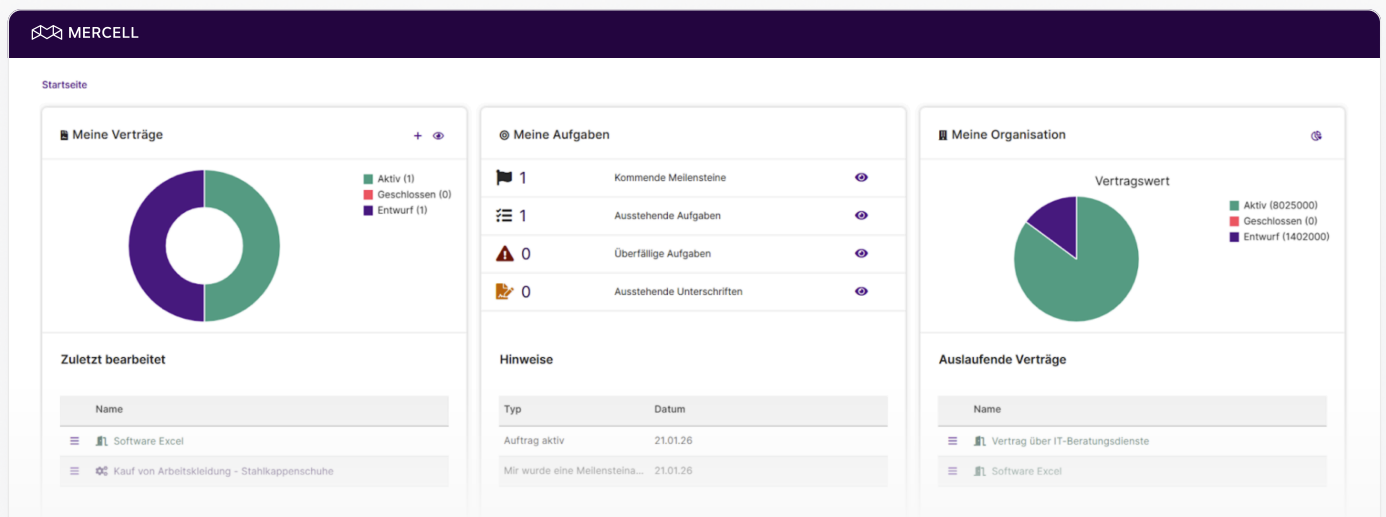 MERCELL
Startseite
Meine Verträge
Aktiv (1)
Geschlossen (0)
Entwurf (1)
Zuletzt bearbeitet
Name
Software Excel
Kauf von Arbeitskleidung - Stahlkappenschuhe
Meine Aufgaben
1 Kommende Meilensteine
1 Ausstehende Aufgaben
0 Überfällige Aufgaben
0 Ausstehende Unterschriften
Hinweise
Typ Datum
Auftrag aktiv 21.01.26
Mir wurde eine Meilensteina... 21.01.26
Meine Organisation
Vertragswert
Aktiv (8025000)
Geschlossen (0)
Entwurf (1402000)
Auslaufende Verträge
Name
Vertrag über IT-Beratungsdienste
Software Excel